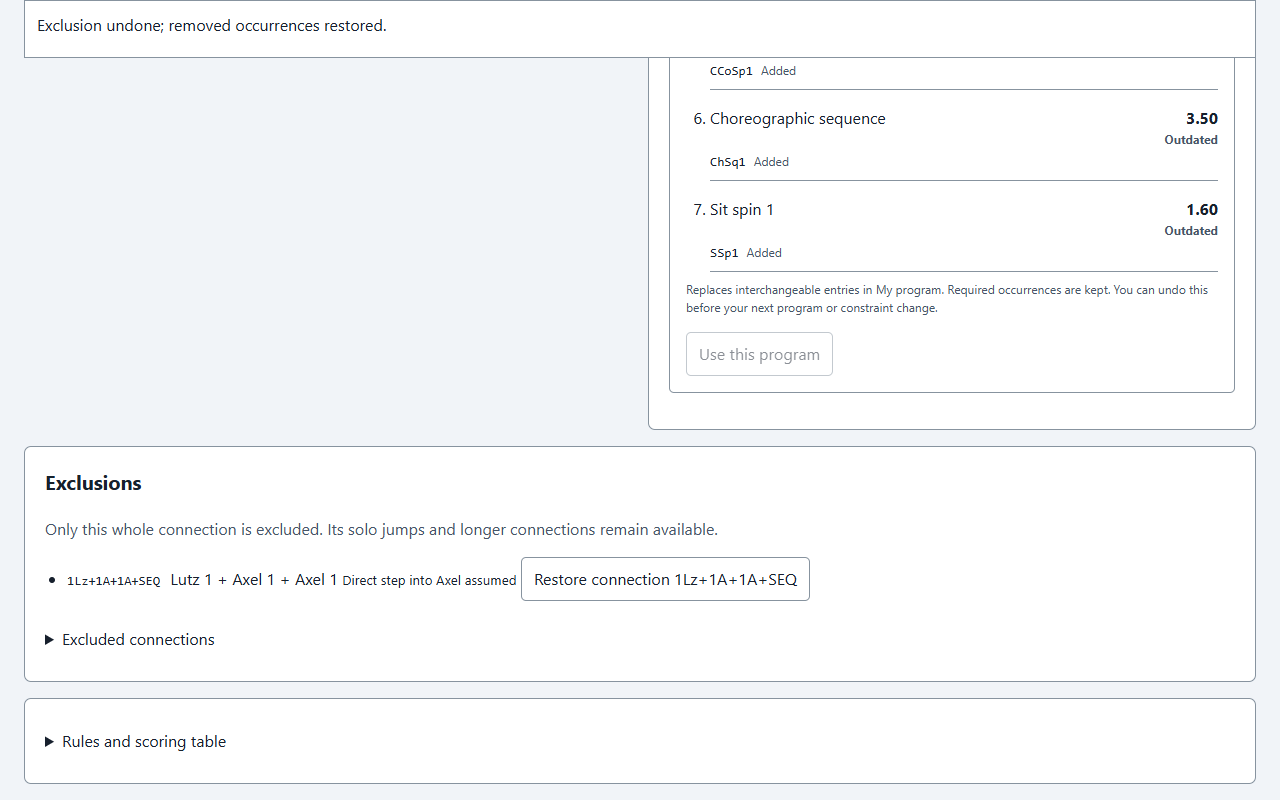 Exclusion undone; removed occurrences restored.
CCoSp1 Added
6. Choreographic sequence 3.50
Outdated
ChSq1 Added
7. Sit spin 1 1.60
Outdated
SSp1 Added
Replaces interchangeable entries in My program. Required occurrences are kept. You can undo this
before your next program or constraint change.
Use this program
Exclusions
Only this whole connection is excluded. Its solo jumps and longer connections remain available.
1Lz+1A+1A+SEQ Lutz 1 + Axel 1 + Axel 1 Direct step into Axel assumed Restore connection 1Lz+1A+1A+SEQ
Excluded connections
Rules and scoring table